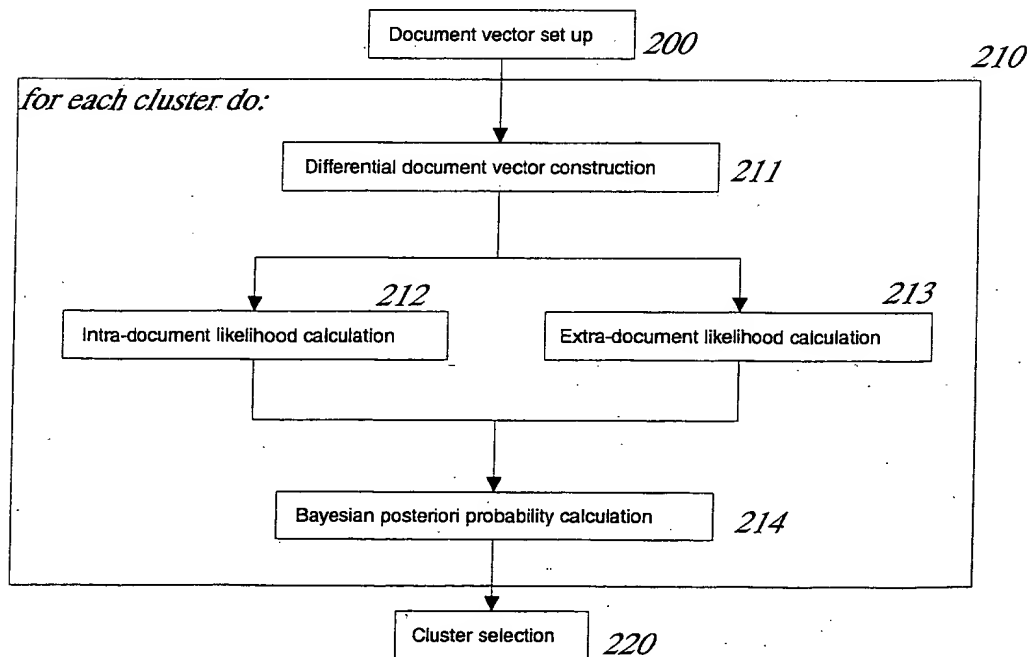 Document vector set up
200
210
for each cluster do:
Differential document vector construction
211
212
213
Intra-document likelihood calculation
Extra-document likelihood calculation
Bayesian posteriori probability calculation
214
Cluster selection
220